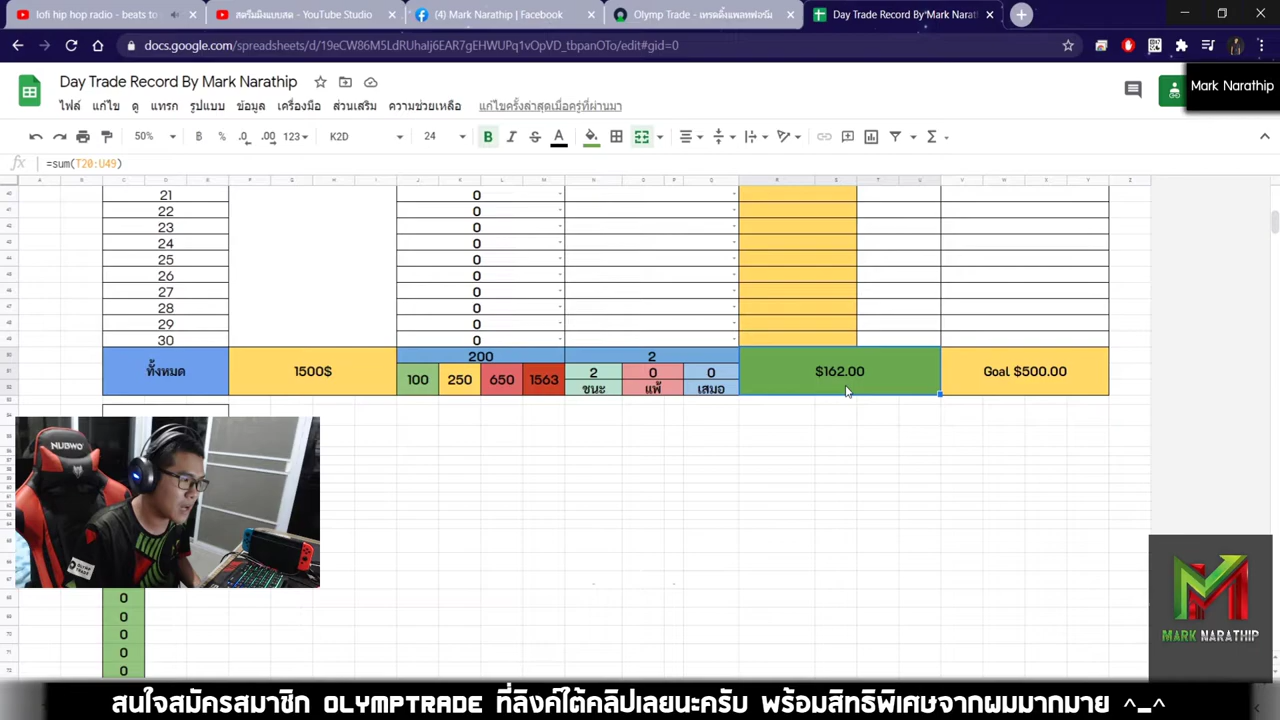 lofi hip hop radio - beats to
สตรีมมิงแบบสด - YouTube Studio
(4) Mark Narathip | Facebook
Olymp Trade - เทรดดิ้งแพลทฟอร์ม
Day Trade Record By Mark Narat
docs.google.com/spreadsheets/d/19eCW86M5LdRUhaIj6EAR7gEHWUPq1vOpVD_tbpanOTo/edit#gid=0
Day Trade Record By Mark Narathip
Mark Narathip
ไฟล์ แก้ไข ดู แทรก รูปแบบ ข้อมูล เครื่องมือ ส่วนเสริม ความช่วยเหลือ แก้ไขครั้งล่าสุดเมื่อครู่ที่ผ่านมา
50% ฿ % .0 .00 123 K2D 24 B I S A
fx =sum(T20:U49)
21 0
22 0
23 0
24 0
25 0
26 0
27 0
28 0
29 0
30 0
ทั้งหมด 1500$ 200 2 $162.00 Goal $500.00
100 250 650 1563 2 0 0
ชนะ แพ้ เสมอ
NUBWO
OLYMP TRADE
0
0
0
0
0
MARK NARATHIP
สนใจสมัครสมาชิก OLYMPTRADE ที่ลิงค์ใต้คลิปเลยนะครับ พร้อมสิทธิพิเศษจากผมมากมาย ^_^